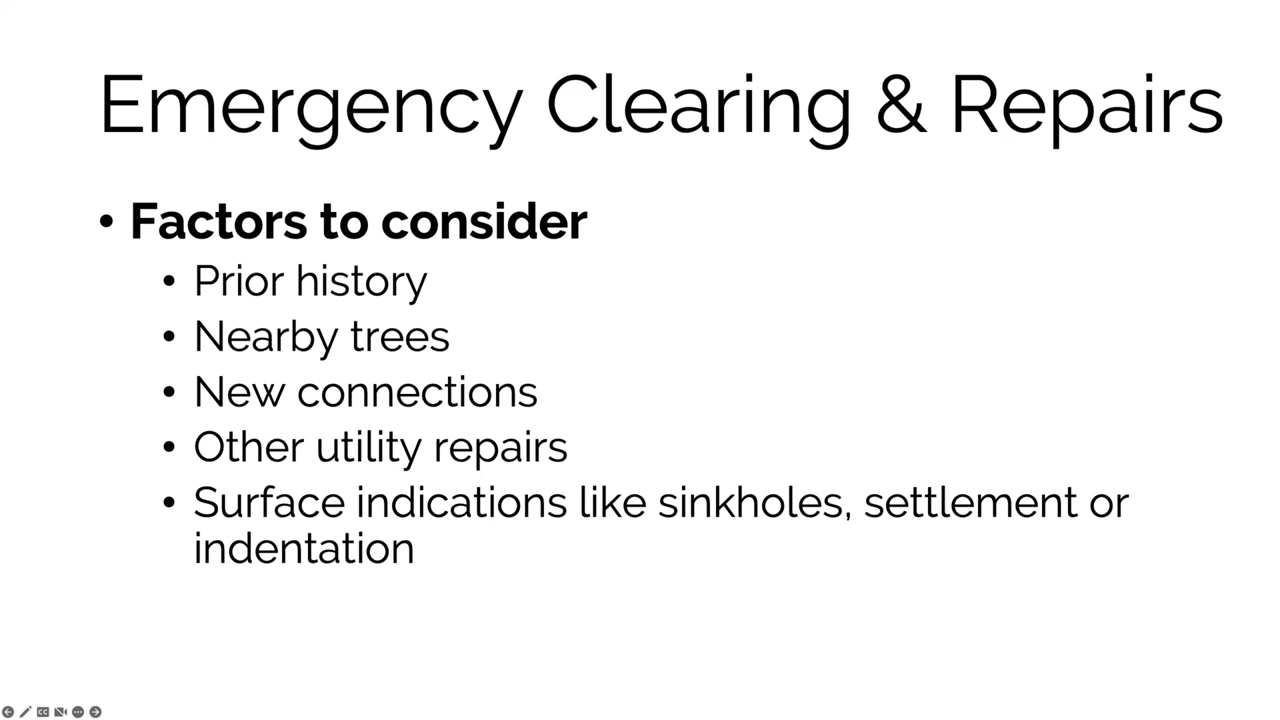 Emergency Clearing & Repairs
• Factors to consider
• Prior history
• Nearby trees
• New connections
• Other utility repairs
• Surface indications like sinkholes, settlement or
indentation
CC